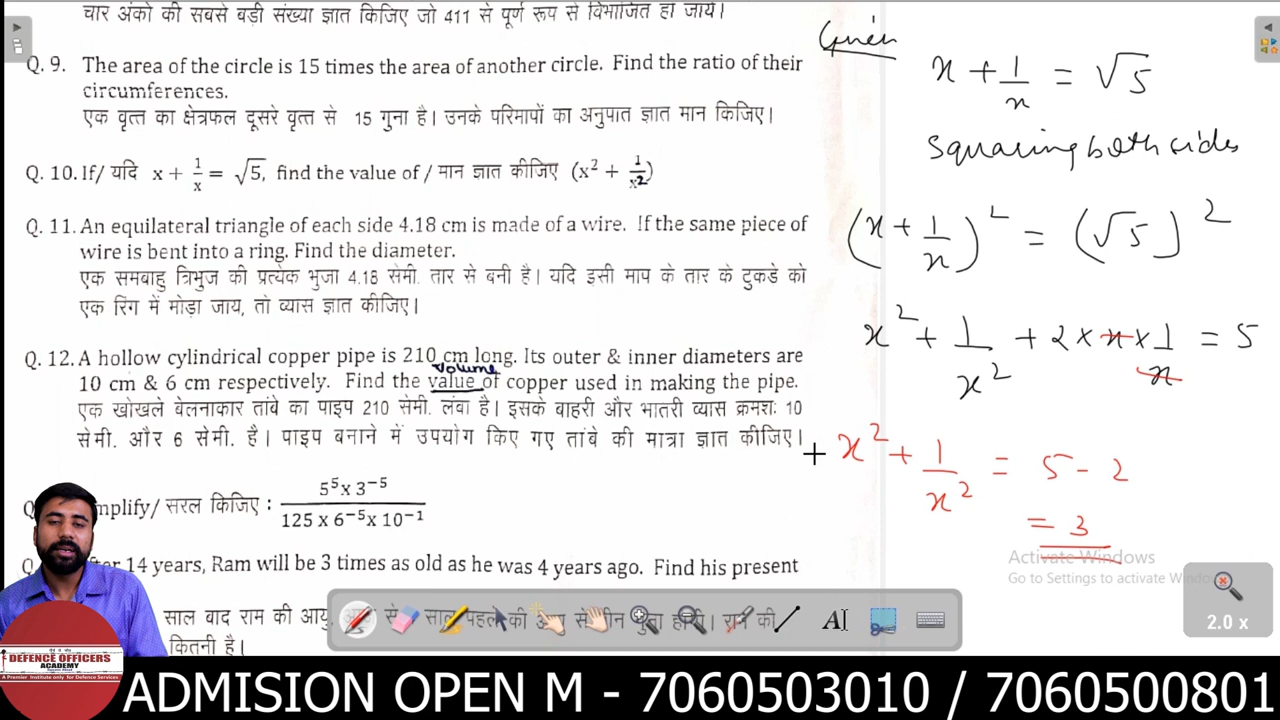 चार अंको की सबसे बड़ी संख्या ज्ञात किजिए जो 411 से पूर्ण रूप से विभाजित हो जाये।
Q. 9. The area of the circle is 15 times the area of another circle. Find the ratio of their
circumferences.
एक वृत्त का क्षेत्रफल दूसरे वृत्त से 15 गुना है। उनके परिमापों का अनुपात ज्ञात मान किजिए।
Q. 10. If/ यदि x + 1/x = √5, find the value of / मान ज्ञात कीजिए (x² + 1/x²)
Q. 11. An equilateral triangle of each side 4.18 cm is made of a wire. If the same piece of
wire is bent into a ring. Find the diameter.
एक समबाहु त्रिभुज की प्रत्येक भुजा 4.18 सेमी. तार से बनी है। यदि इसी माप के तार के टुकडे को
एक रिंग में मोड़ा जाय, तो व्यास ज्ञात कीजिए।
Q. 12. A hollow cylindrical copper pipe is 210 cm long. Its outer & inner diameters are
volume
10 cm & 6 cm respectively. Find the value of copper used in making the pipe.
एक खोखले बेलनाकार तांबे का पाइप 210 सेमी. लंबा है। इसके बाहरी और भातरी व्यास क्रमशः 10
सेमी. और 6 सेमी. है। पाइप बनाने में उपयोग किए गए तांबे की मात्रा ज्ञात कीजिए।
mplify/ सरल किजिए : 5⁵x 3⁻⁵ / 125 x 6⁻⁵x 10⁻¹
14 years, Ram will be 3 times as old as he was 4 years ago. Find his present
साल बाद राम की आयु
कितनी है।
Given
x + 1/x = √5
Squaring both sides
(x + 1/x)² = (√5)²
x² + 1/x² + 2 × x × 1/x = 5
x² + 1/x² = 5 - 2
= 3
Activate Windows
Go to Settings to activate Windows
2.0 x
DEFENCE OFFICERS
ACADEMY
A Premier Institute only for Defence Services
ADMISION OPEN M - 7060503010 / 7060500801